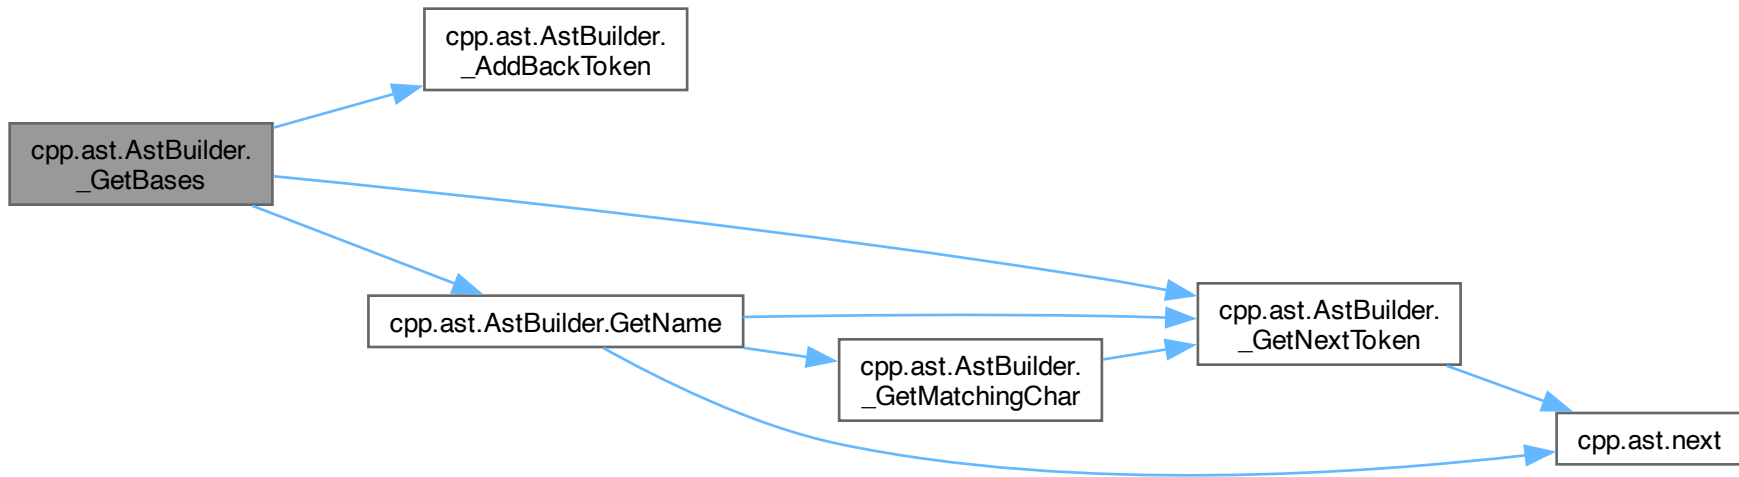 cpp.ast.AstBuilder.
_AddBackToken
cpp.ast.AstBuilder.
_GetBases
cpp.ast.AstBuilder.GetName
cpp.ast.AstBuilder.
_GetMatchingChar
cpp.ast.AstBuilder.
_GetNextToken
cpp.ast.next